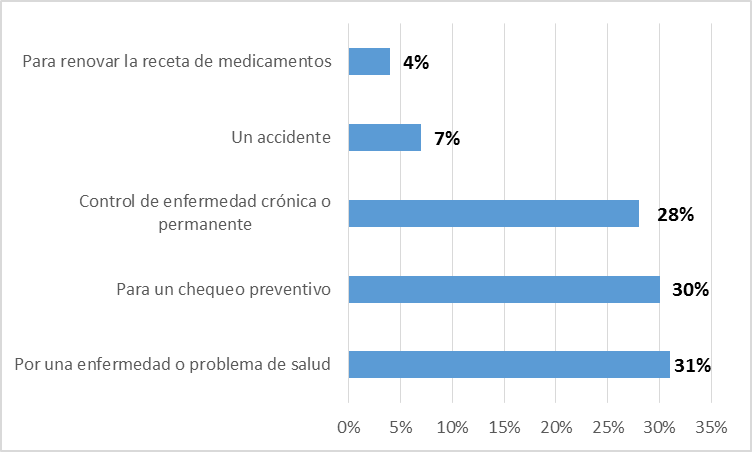 Para renovar la receta de medicamentos
4%
Un accidente
7%
Control de enfermedad crónica o
permanente
28%
Para un chequeo preventivo
30%
Por una enfermedad o problema de salud
31%
0% 5% 10% 15% 20% 25% 30% 35%